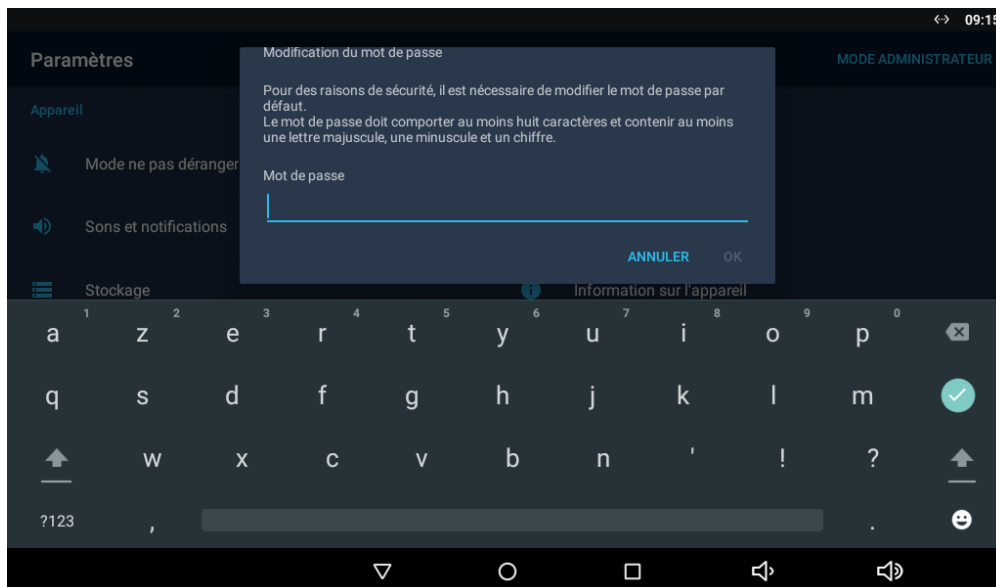 09:15
Paramètres
MODE ADMINISTRATEUR
Modification du mot de passe
Pour des raisons de sécurité, il est nécessaire de modifier le mot de passe par
défaut.
Le mot de passe doit comporter au moins huit caractères et contenir au moins
une lettre majuscule, une minuscule et un chiffre.
Mot de passe
ANNULER OK
Appareil
Mode ne pas déranger
Sons et notifications
Stockage
Information sur l'appareil
1 2 3 4 5 6 7 8 9 0
a z e r t y u i o p
q s d f g h j k l m
w x c v b n ' ! ?
?123 , .